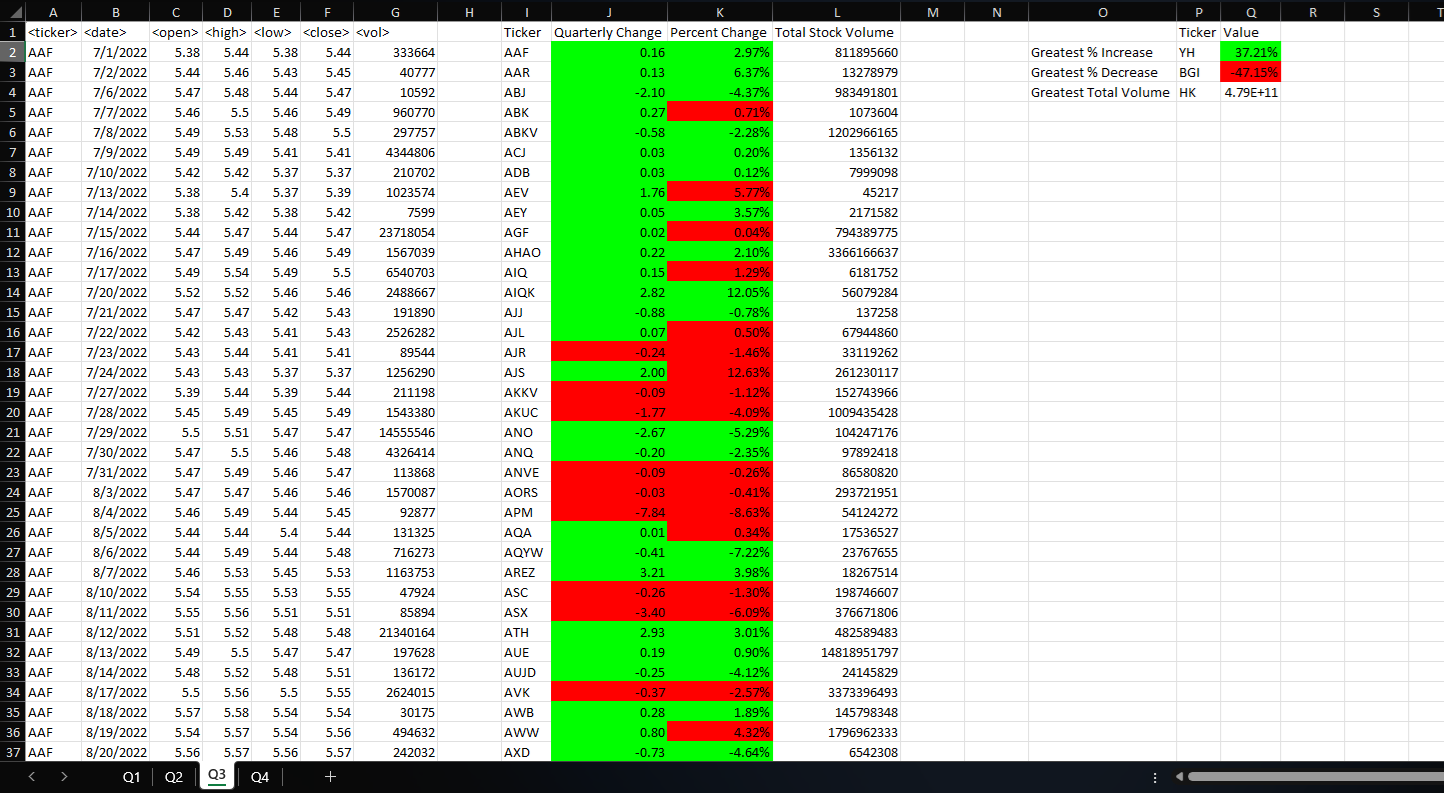 A B C D E F G H I J K L M N O P Q R S T
1 <ticker> <date> <open> <high> <low> <close> <vol> Ticker Quarterly Change Percent Change Total Stock Volume Ticker Value
2 AAF 7/1/2022 5.38 5.44 5.38 5.44 333664 AAF 0.16 2.97% 811895660 Greatest % Increase YH 37.21%
3 AAF 7/2/2022 5.44 5.46 5.43 5.45 40777 AAR 0.13 6.37% 13278979 Greatest % Decrease BGI -47.15%
4 AAF 7/6/2022 5.47 5.48 5.44 5.47 10592 ABJ -2.10 -4.37% 983491801 Greatest Total Volume HK 4.79E+11
5 AAF 7/7/2022 5.46 5.5 5.46 5.49 960770 ABK 0.27 0.71% 1073604
6 AAF 7/8/2022 5.49 5.53 5.48 5.5 297757 ABKV -0.58 -2.28% 1202966165
7 AAF 7/9/2022 5.49 5.49 5.41 5.41 4344806 ACJ 0.03 0.20% 1356132
8 AAF 7/10/2022 5.42 5.42 5.37 5.37 210702 ADB 0.03 0.12% 7999098
9 AAF 7/13/2022 5.38 5.4 5.37 5.39 1023574 AEV 1.76 5.77% 45217
10 AAF 7/14/2022 5.38 5.42 5.38 5.42 7599 AEY 0.05 3.57% 2171582
11 AAF 7/15/2022 5.44 5.47 5.44 5.47 23718054 AGF 0.02 0.04% 794389775
12 AAF 7/16/2022 5.47 5.49 5.46 5.49 1567039 AHAO 0.22 2.10% 3366166637
13 AAF 7/17/2022 5.49 5.54 5.49 5.5 6540703 AIQ 0.15 1.29% 6181752
14 AAF 7/20/2022 5.52 5.52 5.46 5.46 2488667 AIQK 2.82 12.05% 56079284
15 AAF 7/21/2022 5.47 5.47 5.42 5.43 191890 AJJ -0.88 -0.78% 137258
16 AAF 7/22/2022 5.42 5.43 5.41 5.43 2526282 AJL 0.07 0.50% 67944860
17 AAF 7/23/2022 5.43 5.44 5.41 5.41 89544 AJR -0.24 -1.46% 33119262
18 AAF 7/24/2022 5.43 5.43 5.37 5.37 1256290 AJS 2.00 12.63% 261230117
19 AAF 7/27/2022 5.39 5.44 5.39 5.44 211198 AKKV -0.09 -1.12% 152743966
20 AAF 7/28/2022 5.45 5.49 5.45 5.49 1543380 AKUC -1.77 -4.09% 1009435428
21 AAF 7/29/2022 5.5 5.51 5.47 5.47 14555546 ANO -2.67 -5.29% 104247176
22 AAF 7/30/2022 5.47 5.5 5.46 5.48 4326414 ANQ -0.20 -2.35% 97892418
23 AAF 7/31/2022 5.47 5.49 5.46 5.47 113868 ANVE -0.09 -0.26% 86580820
24 AAF 8/3/2022 5.47 5.47 5.46 5.46 1570087 AORS -0.03 -0.41% 293721951
25 AAF 8/4/2022 5.46 5.49 5.44 5.45 92877 APM -7.84 -8.63% 54124272
26 AAF 8/5/2022 5.44 5.44 5.4 5.44 131325 AQA 0.01 0.34% 17536527
27 AAF 8/6/2022 5.44 5.49 5.44 5.48 716273 AQYW -0.41 -7.22% 23767655
28 AAF 8/7/2022 5.46 5.53 5.45 5.53 1163753 AREZ 3.21 3.98% 18267514
29 AAF 8/10/2022 5.54 5.55 5.53 5.55 47924 ASC -0.26 -1.30% 198746607
30 AAF 8/11/2022 5.55 5.56 5.51 5.51 85894 ASX -3.40 -6.09% 376671806
31 AAF 8/12/2022 5.51 5.52 5.48 5.48 21340164 ATH 2.93 3.01% 482589483
32 AAF 8/13/2022 5.49 5.5 5.47 5.47 197628 AUE 0.19 0.90% 14818951797
33 AAF 8/14/2022 5.48 5.52 5.48 5.51 136172 AUJD -0.25 -4.12% 24145829
34 AAF 8/17/2022 5.5 5.56 5.5 5.55 2624015 AVK -0.37 -2.57% 3373396493
35 AAF 8/18/2022 5.57 5.58 5.54 5.54 30175 AWB 0.28 1.89% 145798348
36 AAF 8/19/2022 5.54 5.57 5.54 5.56 494632 AWW 0.80 4.32% 1796962333
37 AAF 8/20/2022 5.56 5.57 5.56 5.57 242032 AXD -0.73 -4.64% 6542308
Q1 Q2 Q3 Q4 +